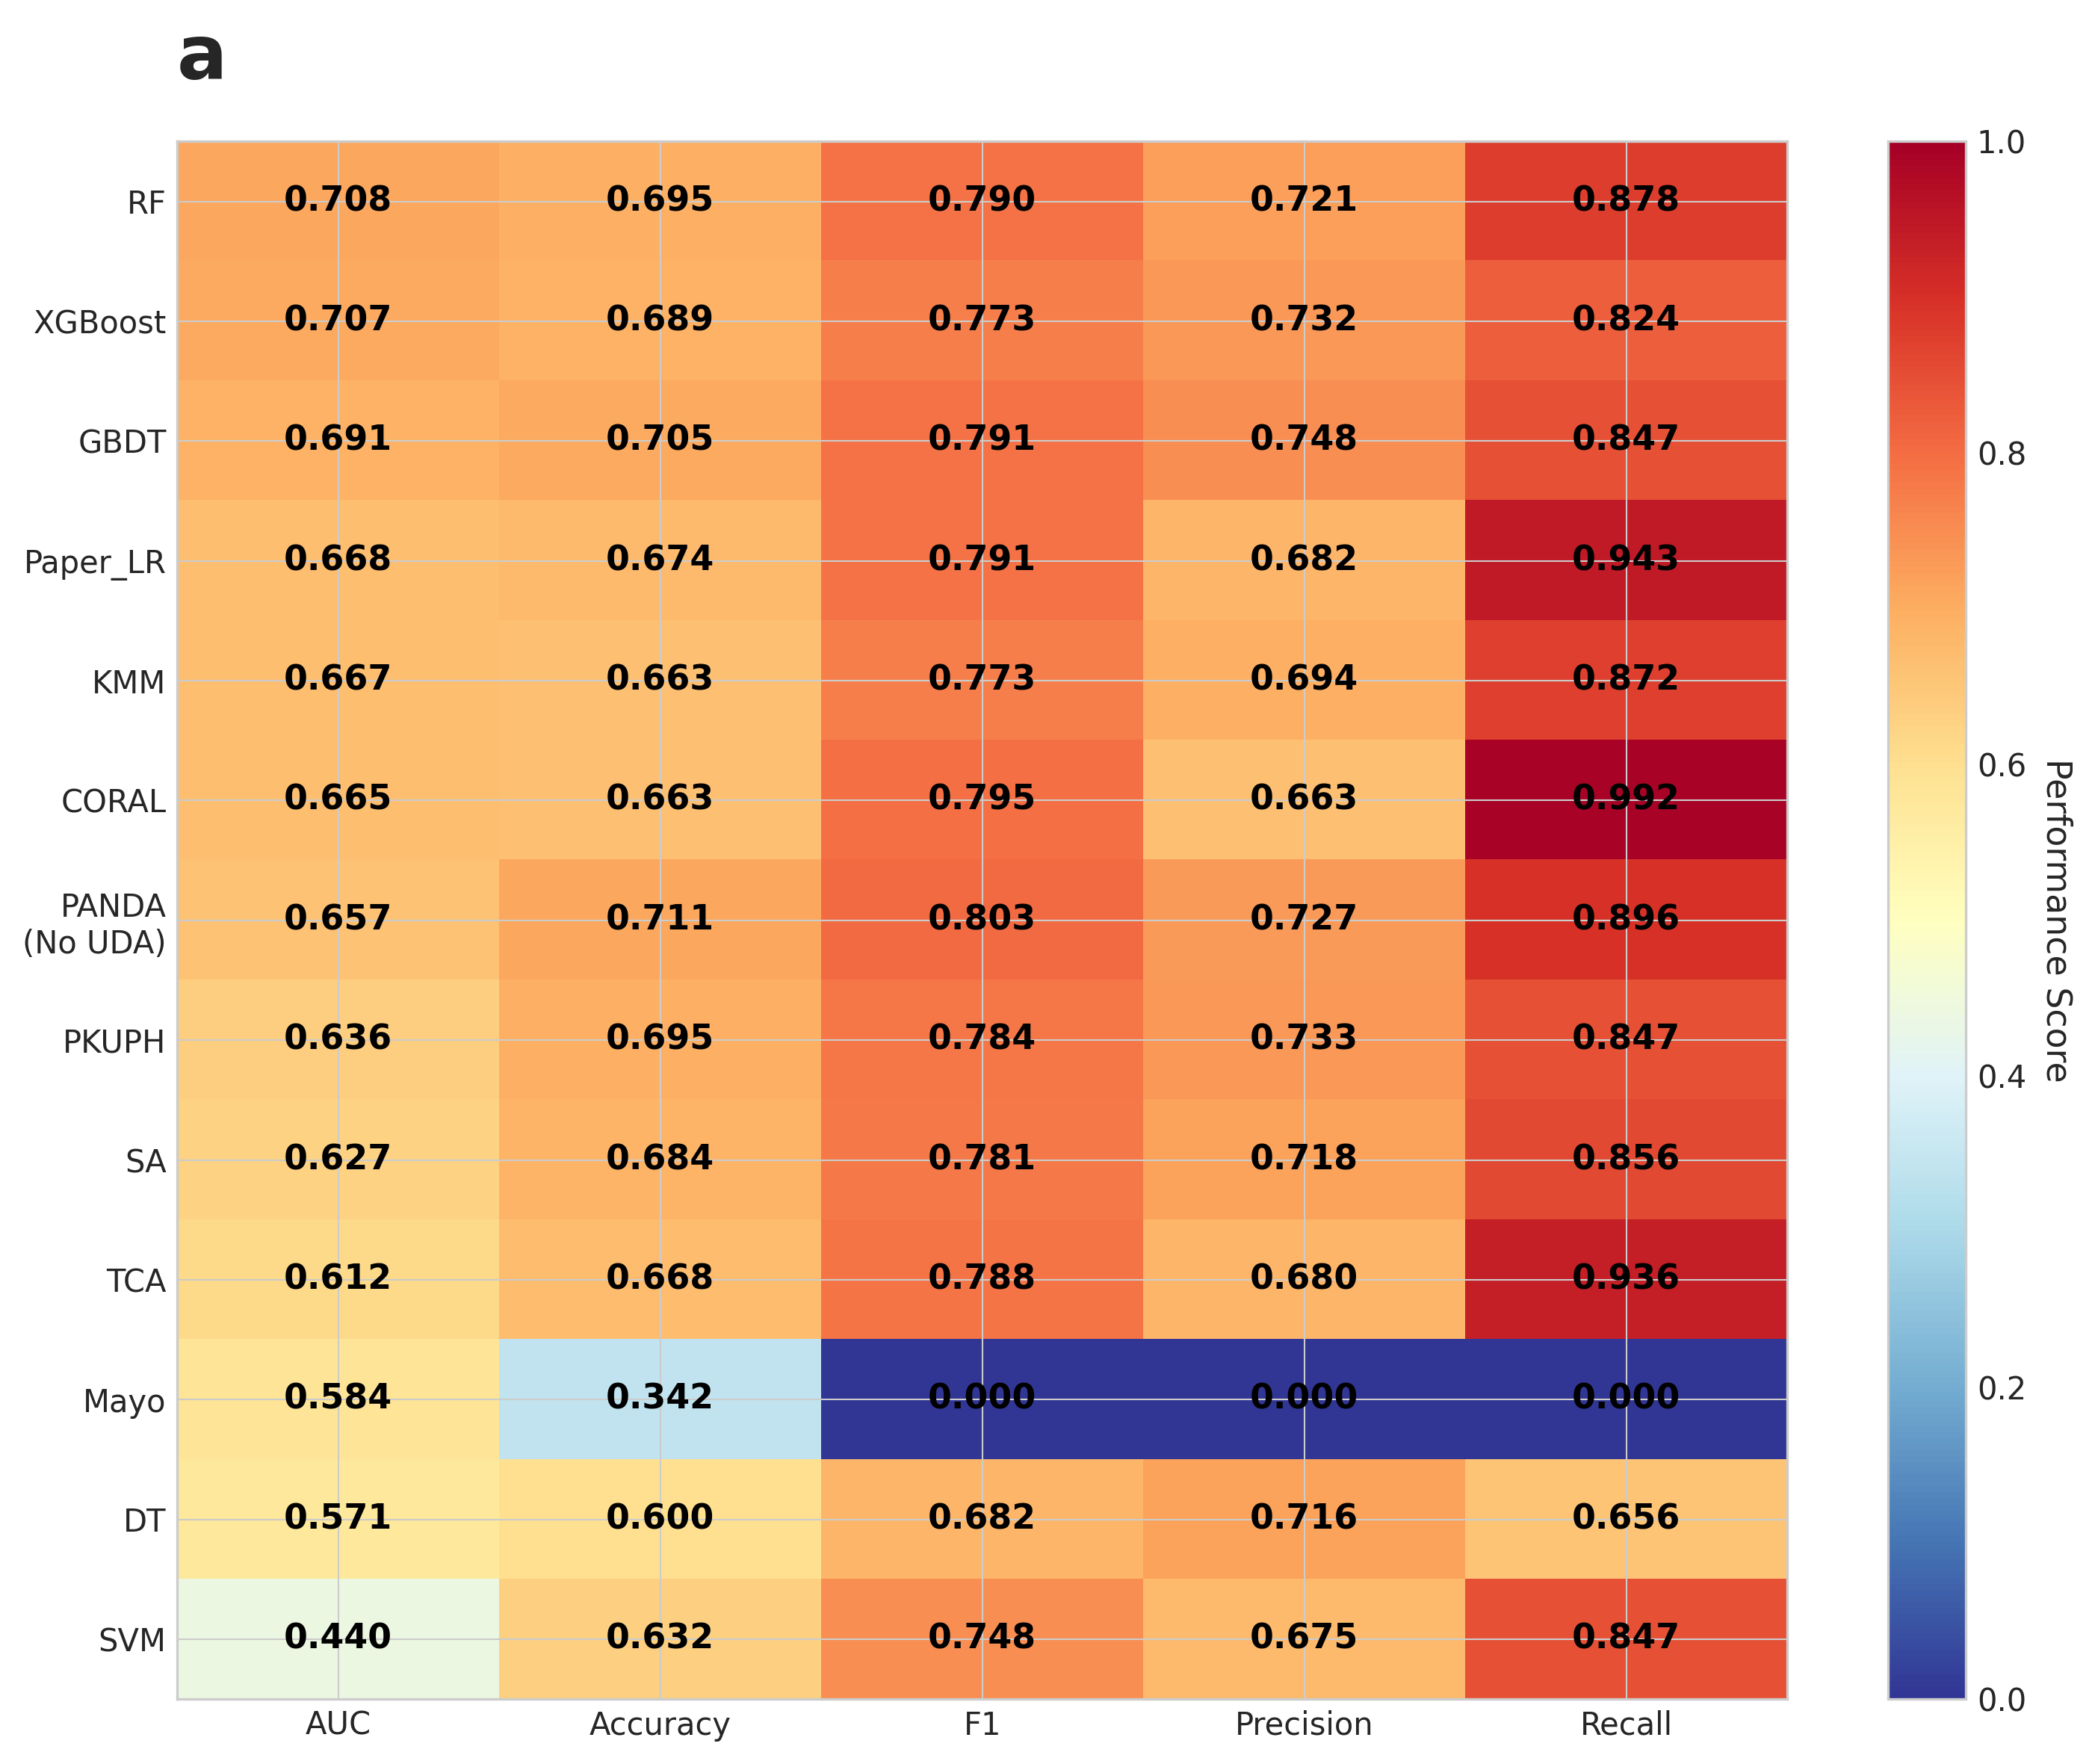 a
RF 0.708 0.695 0.790 0.721 0.878
XGBoost 0.707 0.689 0.773 0.732 0.824
GBDT 0.691 0.705 0.791 0.748 0.847
Paper_LR 0.668 0.674 0.791 0.682 0.943
KMM 0.667 0.663 0.773 0.694 0.872
CORAL 0.665 0.663 0.795 0.663 0.992
PANDA
(No UDA) 0.657 0.711 0.803 0.727 0.896
PKUPH 0.636 0.695 0.784 0.733 0.847
SA 0.627 0.684 0.781 0.718 0.856
TCA 0.612 0.668 0.788 0.680 0.936
Mayo 0.584 0.342 0.000 0.000 0.000
DT 0.571 0.600 0.682 0.716 0.656
SVM 0.440 0.632 0.748 0.675 0.847
AUC Accuracy F1 Precision Recall
1.0
0.8
0.6
0.4
0.2
0.0
Performance Score